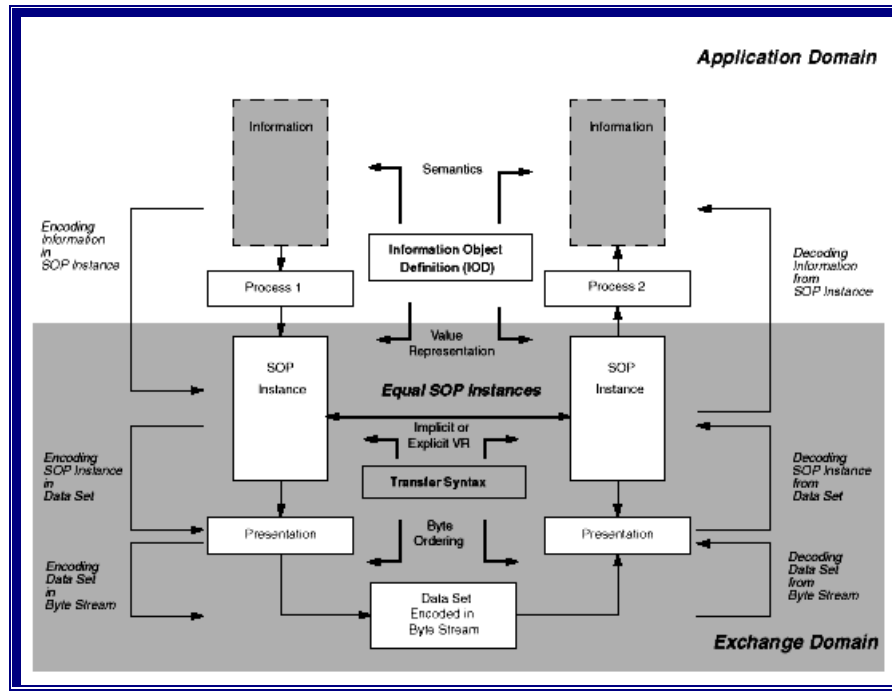 Application Domain
Information
Information
Semantics
Encoding
Information
in
SOP Instance
Information Object
Definition (IOD)
Decoding
Information
from
SOP Instance
Process 1
Process 2
Value
Representation
SOP
Instance
SOP
Instance
Equal SOP Instances
Implicit or
Explicit VR
Encoding
SOP Instance
in
Data Set
Transfer Syntax
Decoding
SOP Instance
from
Data Set
Presentation
Byte
Ordering
Presentation
Encoding
Data Set
in
Byte Stream
Data Set
Encoded in
Byte Stream
Decoding
Data Set
from
Byte Stream
Exchange Domain